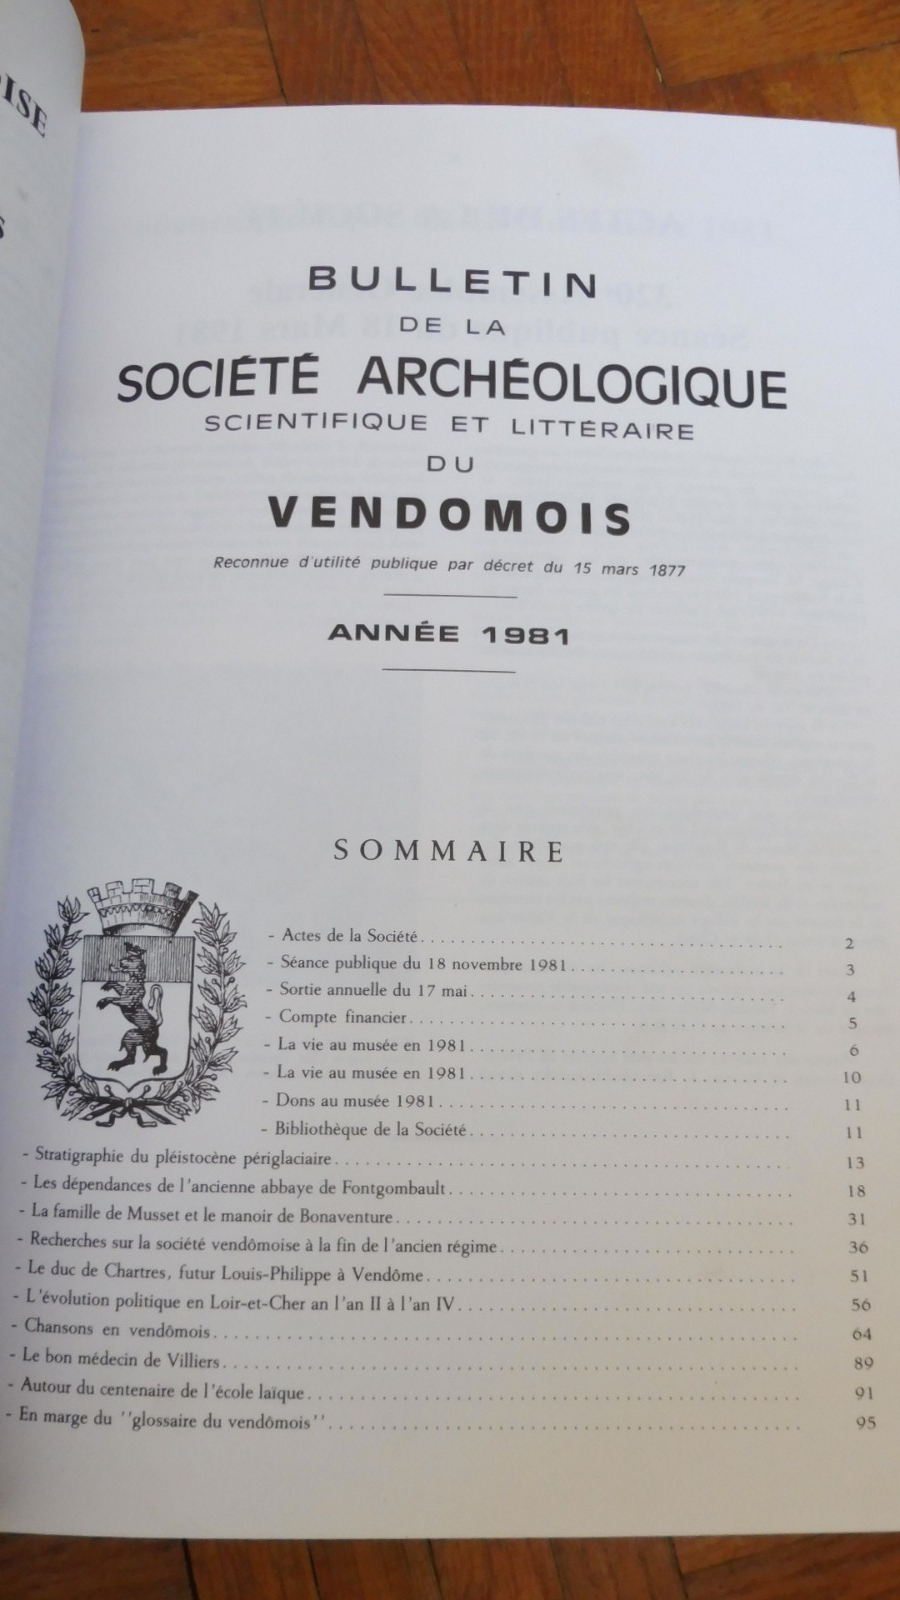 OISE
S
BULLETIN
DE LA
SOCIÉTÉ ARCHÉOLOGIQUE
SCIENTIFIQUE ET LITTÉRAIRE
DU
VENDOMOIS
Reconnue d'utilité publique par décret du 15 mars 1877
ANNÉE 1981
SOMMAIRE
- Actes de la Société 2
- Séance publique du 18 novembre 1981 3
- Sortie annuelle du 17 mai 4
- Compte financier 5
- La vie au musée en 1981 6
- La vie au musée en 1981 10
- Dons au musée 1981 11
- Bibliothèque de la Société 11
- Stratigraphie du pléistocène périglaciaire 13
- Les dépendances de l'ancienne abbaye de Fontgombault 18
- La famille de Musset et le manoir de Bonaventure 31
- Recherches sur la société vendômoise à la fin de l'ancien régime 36
- Le duc de Chartres, futur Louis-Philippe à Vendôme 51
- L'évolution politique en Loir-et-Cher an l'an II à l'an IV 56
- Chansons en vendômois 64
- Le bon médecin de Villiers 89
- Autour du centenaire de l'école laïque 91
- En marge du ''glossaire du vendômois'' 95